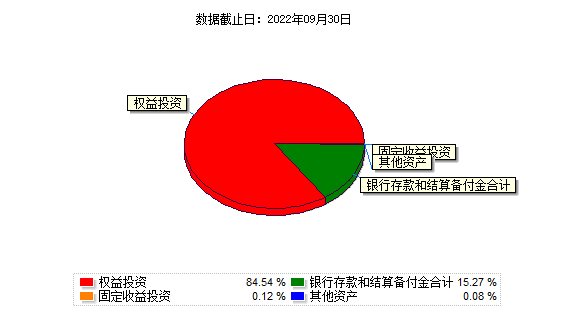 数据截止日：2022年09月30日
权益投资
固定收益投资
其他资产
银行存款和结算备付金合计
权益投资 84.54 % 银行存款和结算备付金合计 15.27 %
固定收益投资 0.12 % 其他资产 0.08 %